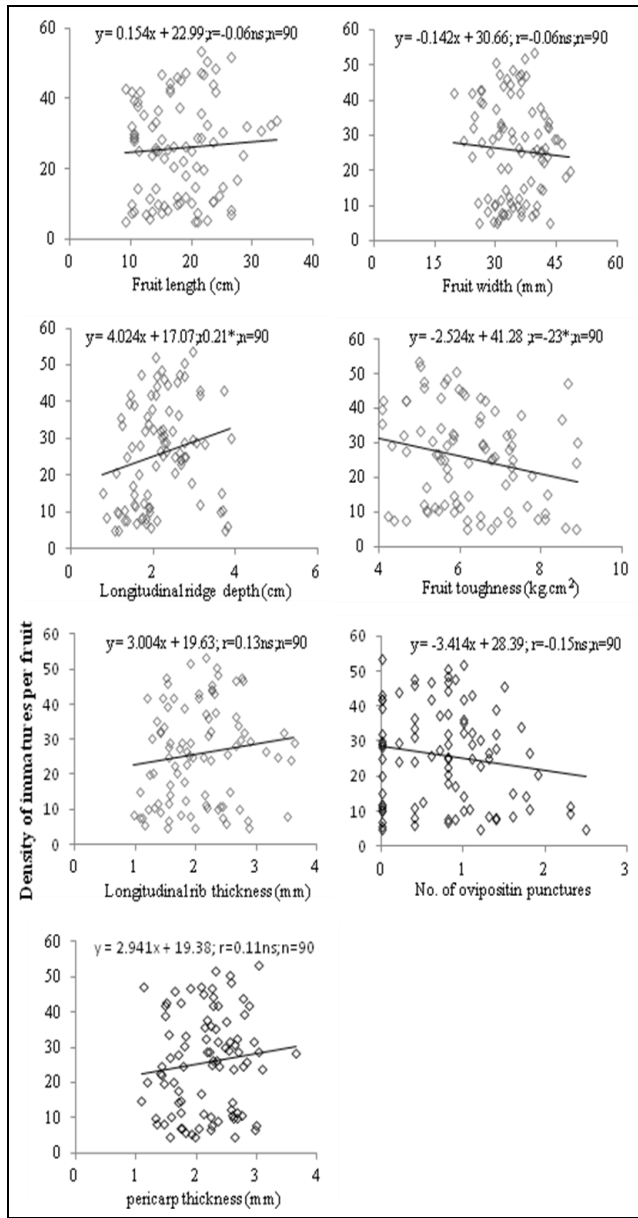 y= 0.154x + 22.99;r=-0.06ns;n=90
60
50
40
30
20
10
0
0 10 20 30 40
Fruit length (cm)
y= -0.142x + 30.66; r=-0.06ns;n=90
60
50
40
30
20
10
0
0 15 30 45 60
Fruit width (mm)
y= 4.024x + 17.07;r0.21*;n=90
60
50
40
30
20
10
0
0 2 4 6
Longitudinal ridge depth (cm)
y= -2.524x + 41.28; r=-23*;n=90
60
50
40
30
20
10
0
4 6 8 10
Fruit toughness (kg.cm²)
Density of immatures per fruit
y= 3.004x + 19.63; r=0.13ns;n=90
60
50
40
30
20
10
0
0 1 2 3 4
Longitudinal rib thickness (mm)
y= -3.414x + 28.39; r=-0.15ns;n=90
60
50
40
30
20
10
0
0 1 2 3
No. of ovipositin punctures
y = 2.941x + 19.38; r=0.11ns;n=90
60
50
40
30
20
10
0
0 1 2 3 4
pericarp thickness (mm)